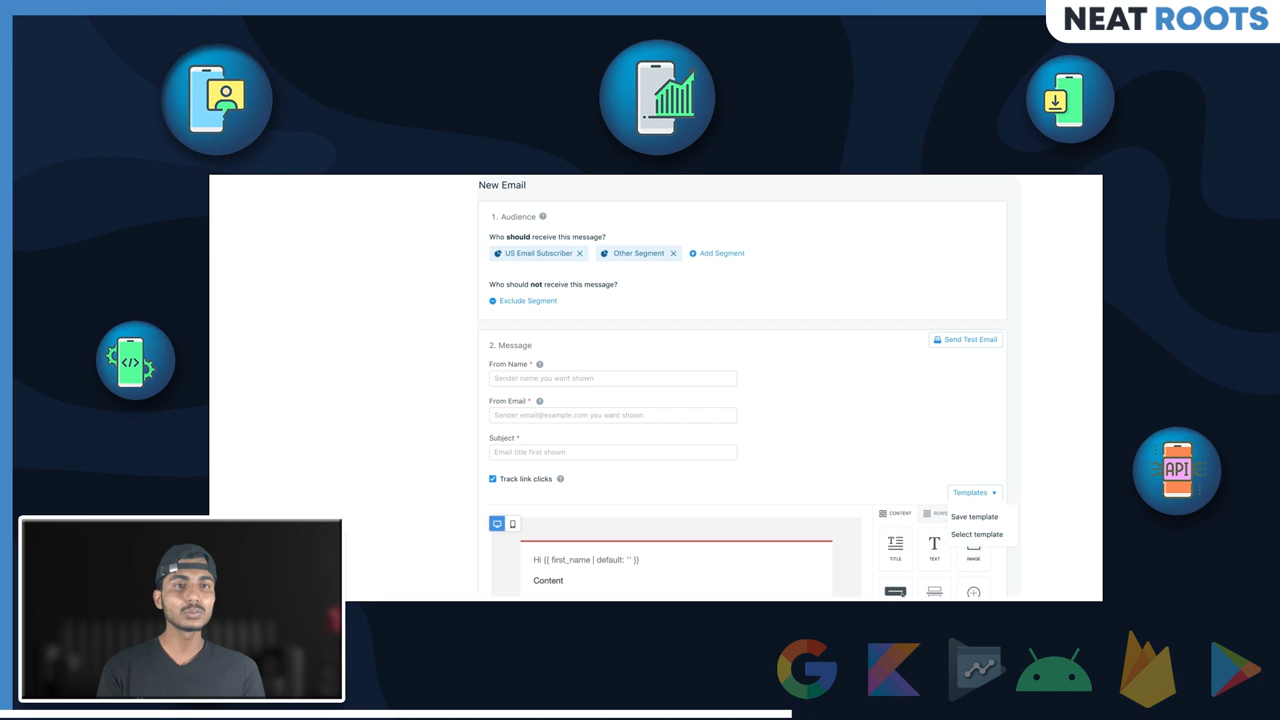 NEAT ROOTS
New Email
1. Audience ?
Who should receive this message?
US Email Subscriber × Other Segment × Add Segment
Who should not receive this message?
Exclude Segment
2. Message
Send Test Email
From Name * ?
Sender name you want shown
From Email * ?
Sender email@example.com you want shown
Subject *
Email title first shown
Track link clicks ?
Templates
CONTENT ROWS
Save template
Select template
TITLE TEXT IMAGE
Hi {{ first_name | default: '' }}
Content
</>
API